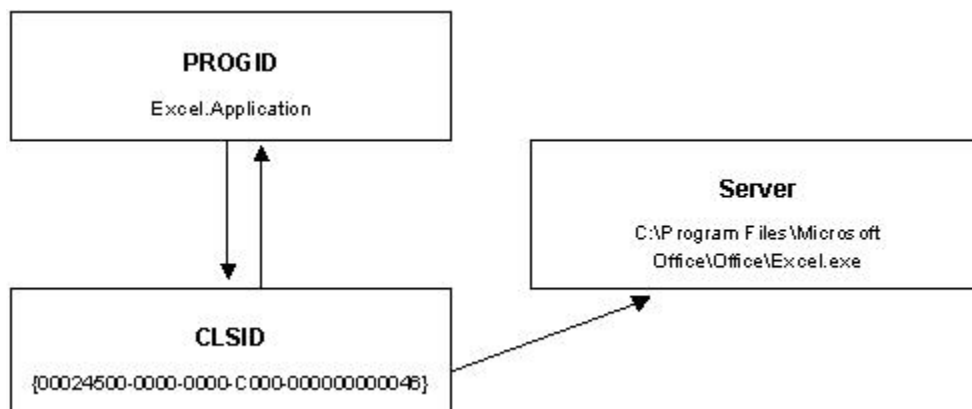 PROGID
Excel.Application
Server
C:\Program Files\Microsoft
Office\Office\Excel.exe
CLSID
{00024500-0000-0000-C000-000000000046}